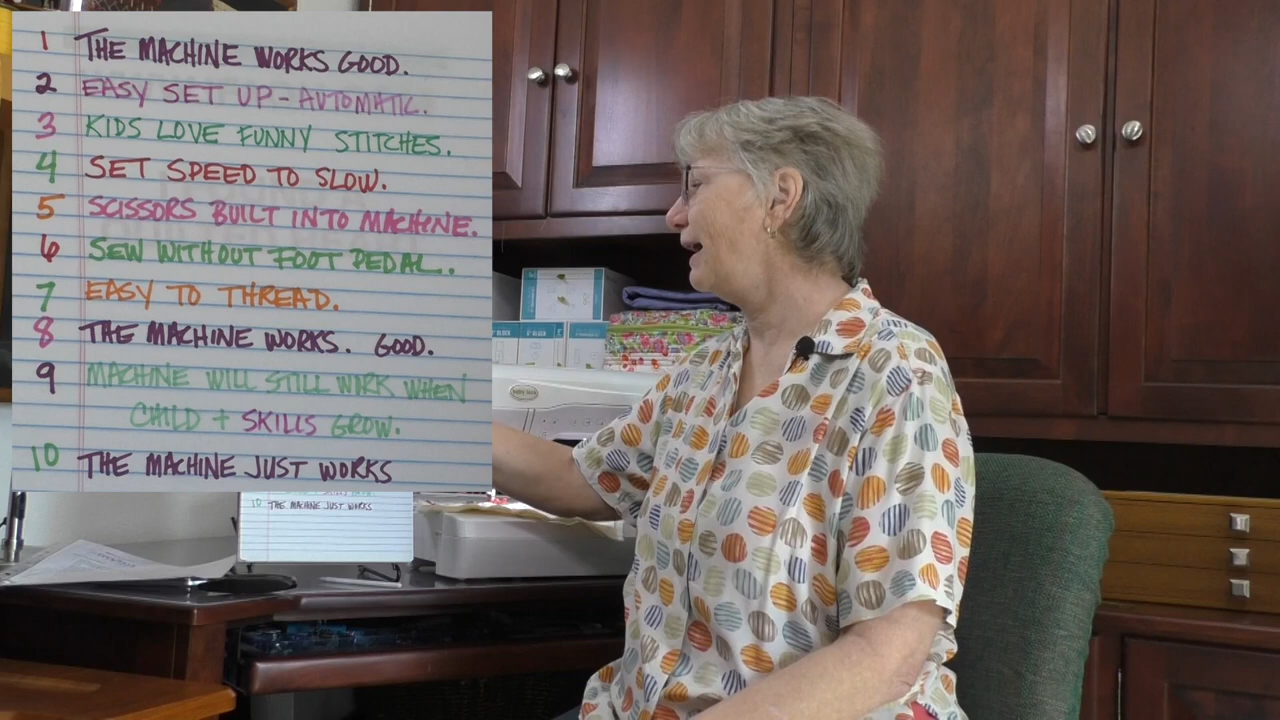 1 THE MACHINE WORKS GOOD.
2 EASY SET UP - AUTOMATIC.
3 KIDS LOVE FUNNY STITCHES.
4 SET SPEED TO SLOW.
5 SCISSORS BUILT INTO MACHINE.
6 SEW WITHOUT FOOT PEDAL.
7 EASY TO THREAD.
8 THE MACHINE WORKS. GOOD.
9 MACHINE WILL STILL WORK WHEN
CHILD + SKILLS GROW.
10 THE MACHINE JUST WORKS
10 THE MACHINE JUST WORKS